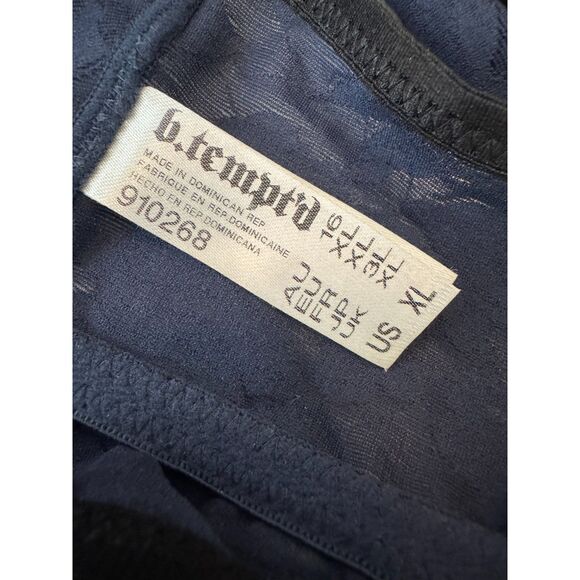 b.tempt'd
MADE IN DOMINICAN REP
FABRIQUE EN REP.DOMINICAINE
HECHO EN REP.DOMINICANA
910268
AU 16
EU XL
FR XL
JP 3L
UK XL
US XL